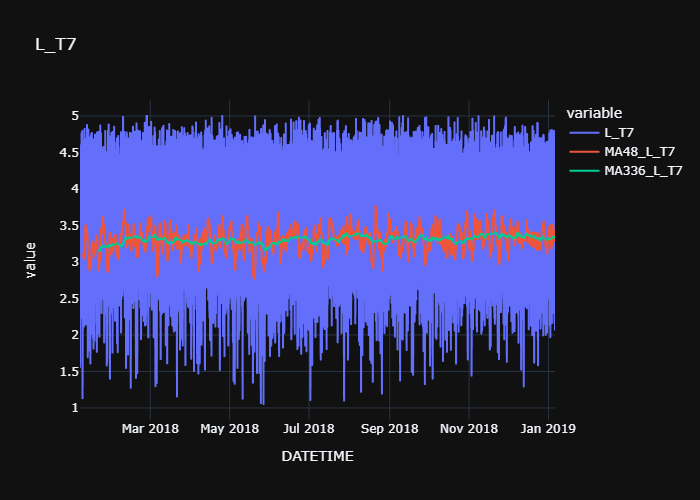 L_T7
variable
L_T7
MA48_L_T7
MA336_L_T7
value
5
4.5
4
3.5
3
2.5
2
1.5
1
Mar 2018 May 2018 Jul 2018 Sep 2018 Nov 2018 Jan 2019
DATETIME